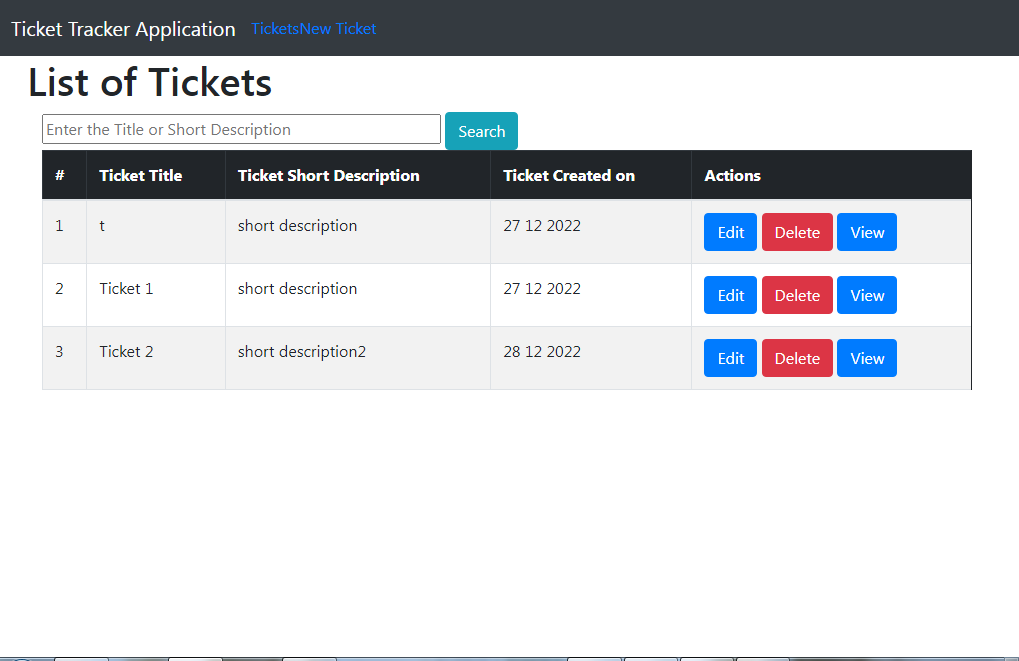 Ticket Tracker Application TicketsNew Ticket
List of Tickets
Enter the Title or Short Description Search
# Ticket Title Ticket Short Description Ticket Created on Actions
1 t short description 27 12 2022 Edit Delete View
2 Ticket 1 short description 27 12 2022 Edit Delete View
3 Ticket 2 short description2 28 12 2022 Edit Delete View